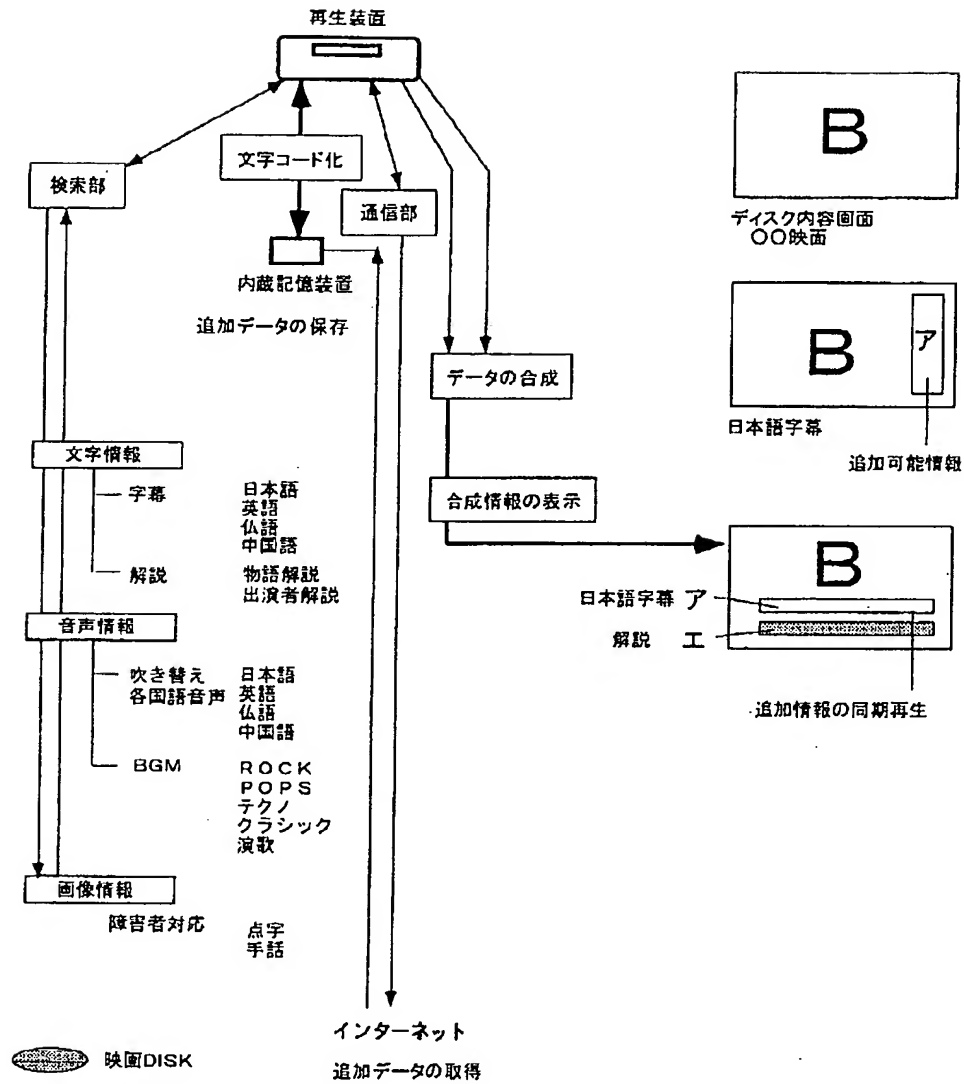 再生装置
文字コード化
検索部
通信部
内蔵記憶装置
追加データの保存
データの合成
合成情報の表示
文字情報
字幕
日本語
英語
仏語
中国語
解説
物語解説
出演者解説
音声情報
吹き替え
各国語音声
日本語
英語
仏語
中国語
BGM
ROCK
POPS
テクノ
クラシック
演歌
画像情報
障害者対応
点字
手話
インターネット
追加データの取得
映画DISK
B
ディスク内容画面
〇〇映画
B
ア
日本語字幕
追加可能情報
B
日本語字幕 ア
解説 エ
追加情報の同期再生